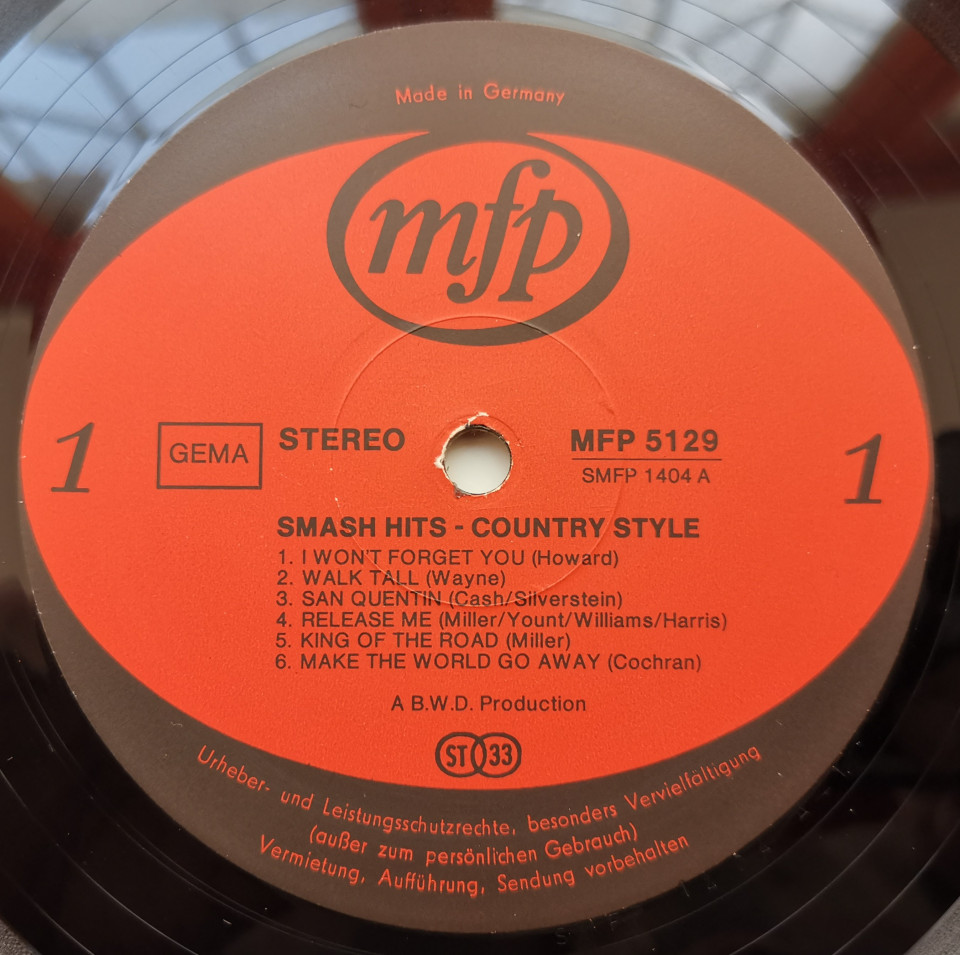 Made in Germany
mfp
1
GEMA
STEREO
MFP 5129
SMFP 1404 A
1
SMASH HITS - COUNTRY STYLE
1. I WON'T FORGET YOU (Howard)
2. WALK TALL (Wayne)
3. SAN QUENTIN (Cash/Silverstein)
4. RELEASE ME (Miller/Yount/Williams/Harris)
5. KING OF THE ROAD (Miller)
6. MAKE THE WORLD GO AWAY (Cochran)
A B.W.D. Production
ST 33
Urheber- und Leistungsschutzrechte, besonders Vervielfältigung
(außer zum persönlichen Gebrauch)
Vermietung, Aufführung, Sendung vorbehalten